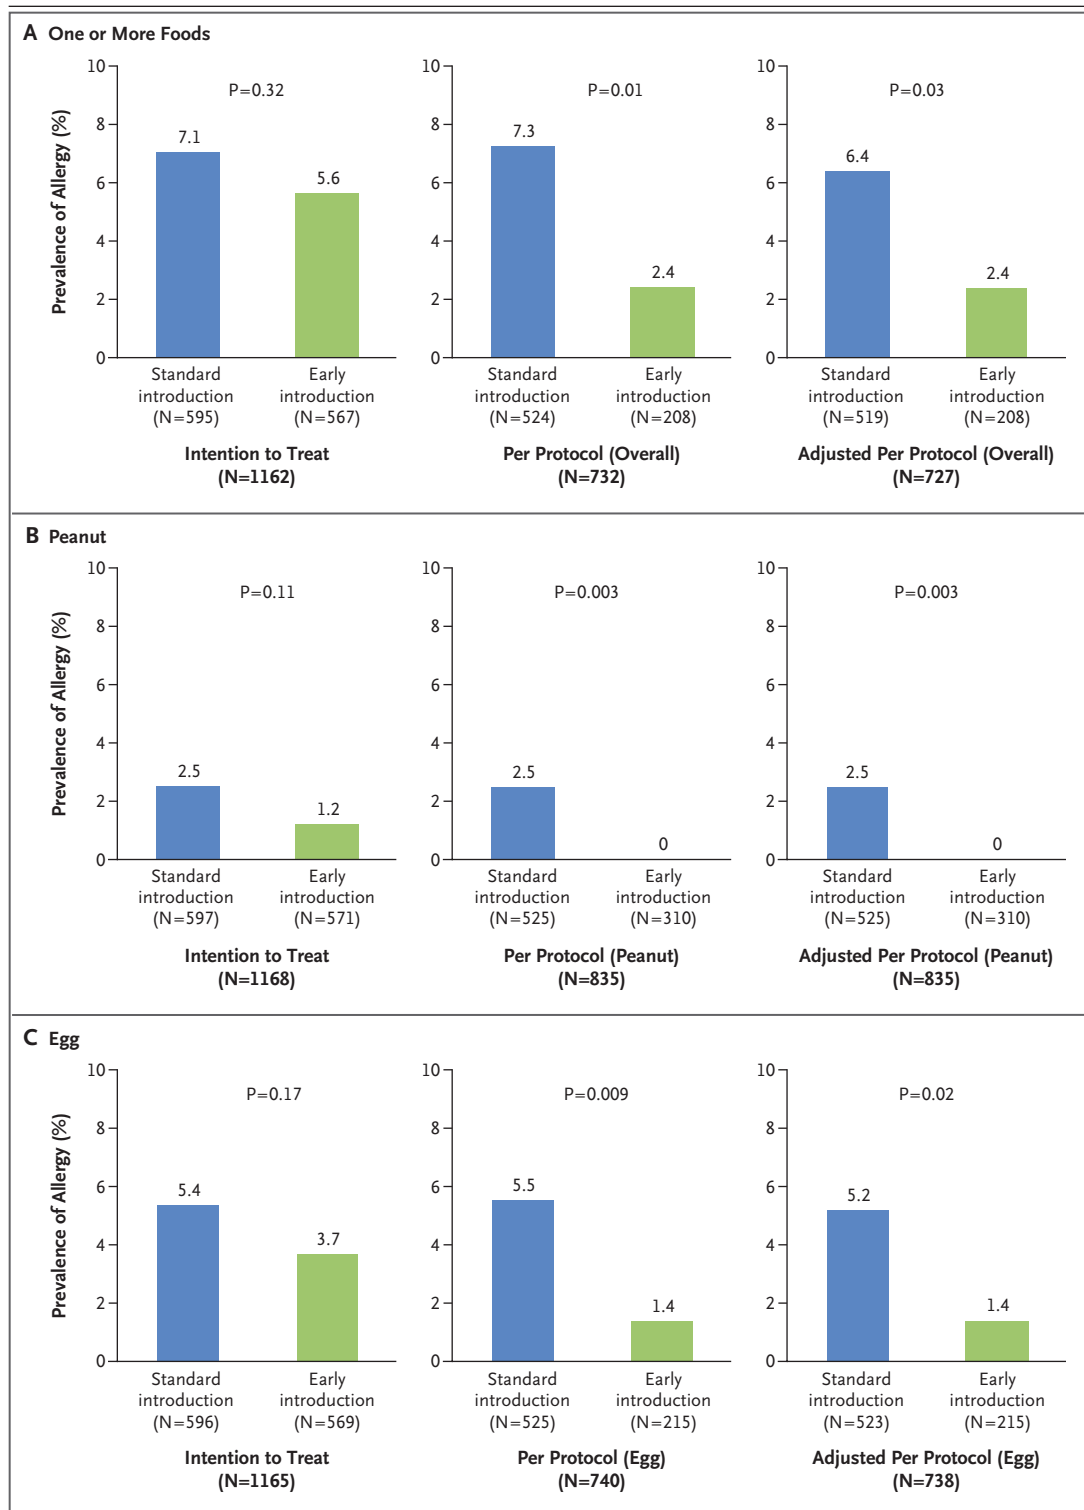 A One or More Foods
Prevalence of Allergy (%)
10
8
6
4
2
0
P=0.32
7.1
5.6
Standard introduction (N=595)
Early introduction (N=567)
Intention to Treat
(N=1162)
10
8
6
4
2
0
P=0.01
7.3
2.4
Standard introduction (N=524)
Early introduction (N=208)
Per Protocol (Overall)
(N=732)
10
8
6
4
2
0
P=0.03
6.4
2.4
Standard introduction (N=519)
Early introduction (N=208)
Adjusted Per Protocol (Overall)
(N=727)
B Peanut
Prevalence of Allergy (%)
10
8
6
4
2
0
P=0.11
2.5
1.2
Standard introduction (N=597)
Early introduction (N=571)
Intention to Treat
(N=1168)
10
8
6
4
2
0
P=0.003
2.5
0
Standard introduction (N=525)
Early introduction (N=310)
Per Protocol (Peanut)
(N=835)
10
8
6
4
2
0
P=0.003
2.5
0
Standard introduction (N=525)
Early introduction (N=310)
Adjusted Per Protocol (Peanut)
(N=835)
C Egg
Prevalence of Allergy (%)
10
8
6
4
2
0
P=0.17
5.4
3.7
Standard introduction (N=596)
Early introduction (N=569)
Intention to Treat
(N=1165)
10
8
6
4
2
0
P=0.009
5.5
1.4
Standard introduction (N=525)
Early introduction (N=215)
Per Protocol (Egg)
(N=740)
10
8
6
4
2
0
P=0.02
5.2
1.4
Standard introduction (N=523)
Early introduction (N=215)
Adjusted Per Protocol (Egg)
(N=738)